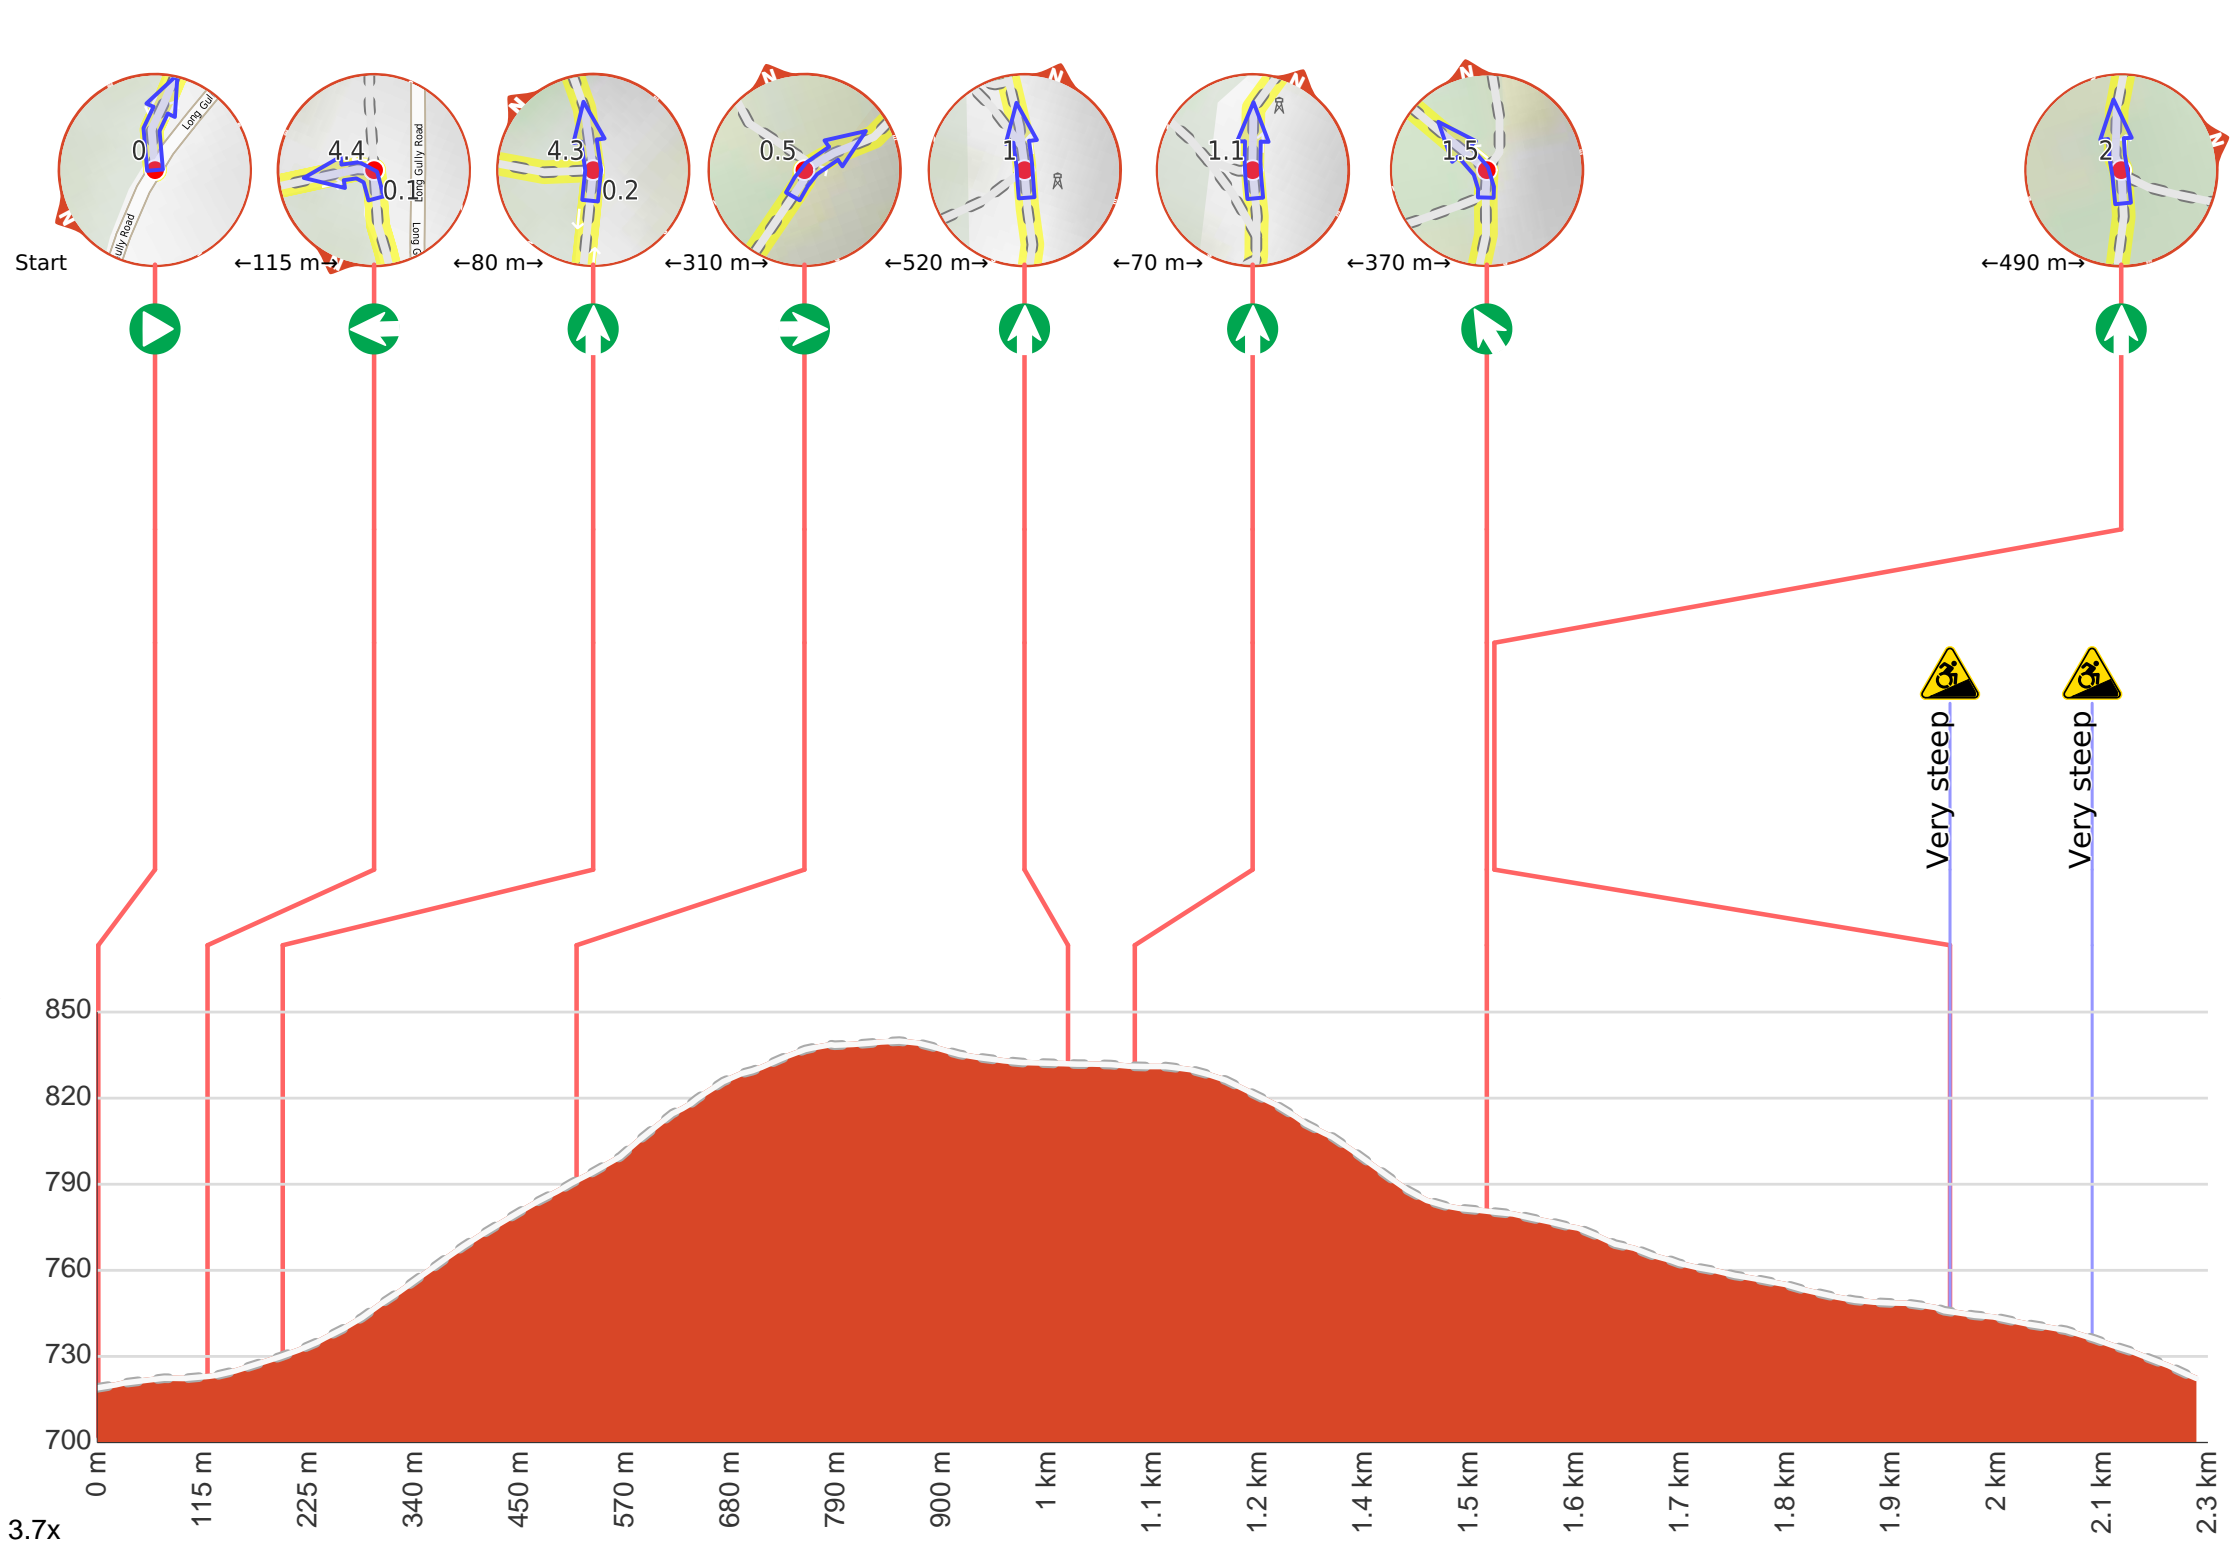 N
Long Gul
ully Road
0
N
Long Gully Road
Long G
4.4
0.1
N
4.3
0.2
N
0.5
N
1
N
1.1
N
1.5
N
2
Start
←115 m→
←80 m→
←310 m→
←520 m→
←70 m→
←370 m→
←490 m→
Very steep
Very steep
850
820
790
760
730
700
0 m
115 m
225 m
340 m
450 m
570 m
680 m
790 m
900 m
1 km
1.1 km
1.2 km
1.4 km
1.5 km
1.6 km
1.7 km
1.8 km
1.9 km
2 km
2.1 km
2.3 km
3.7x